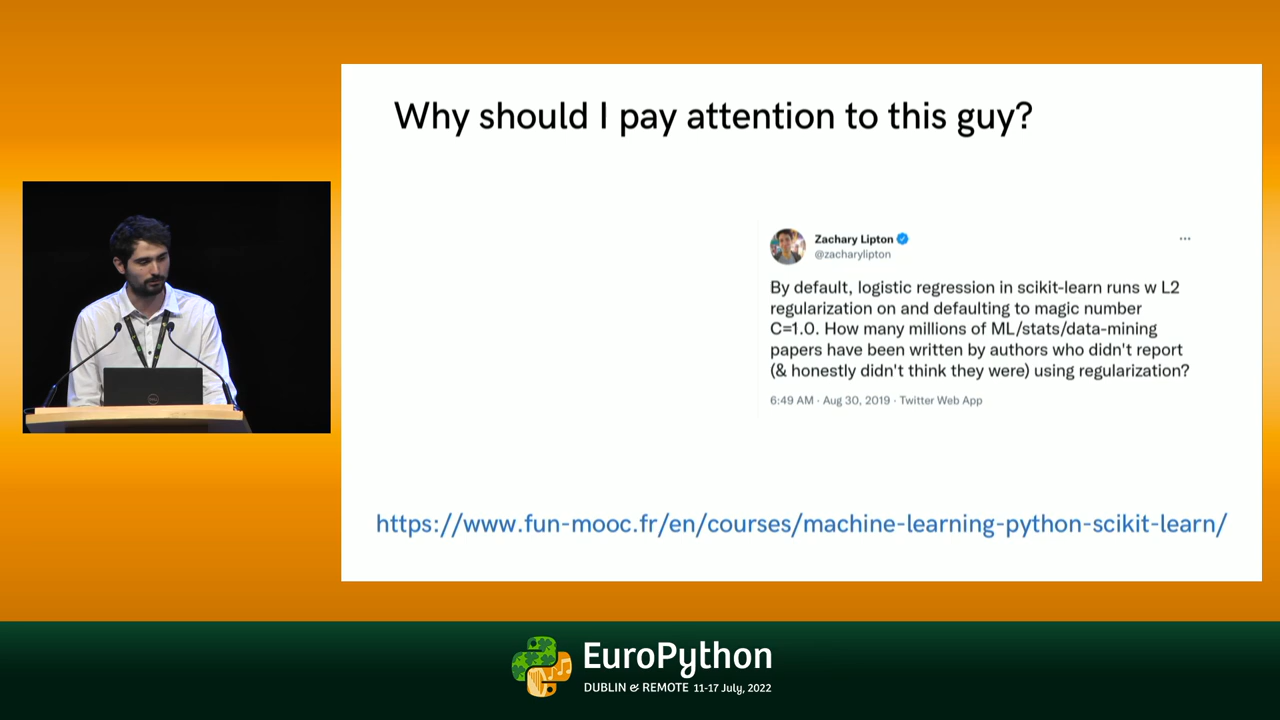 Why should I pay attention to this guy?
Zachary Lipton
@zacharylipton
By default, logistic regression in scikit-learn runs w L2
regularization on and defaulting to magic number
C=1.0. How many millions of ML/stats/data-mining
papers have been written by authors who didn't report
(& honestly didn't think they were) using regularization?
6:49 AM · Aug 30, 2019 · Twitter Web App
https://www.fun-mooc.fr/en/courses/machine-learning-python-scikit-learn/
EuroPython
DUBLIN & REMOTE 11-17 July, 2022